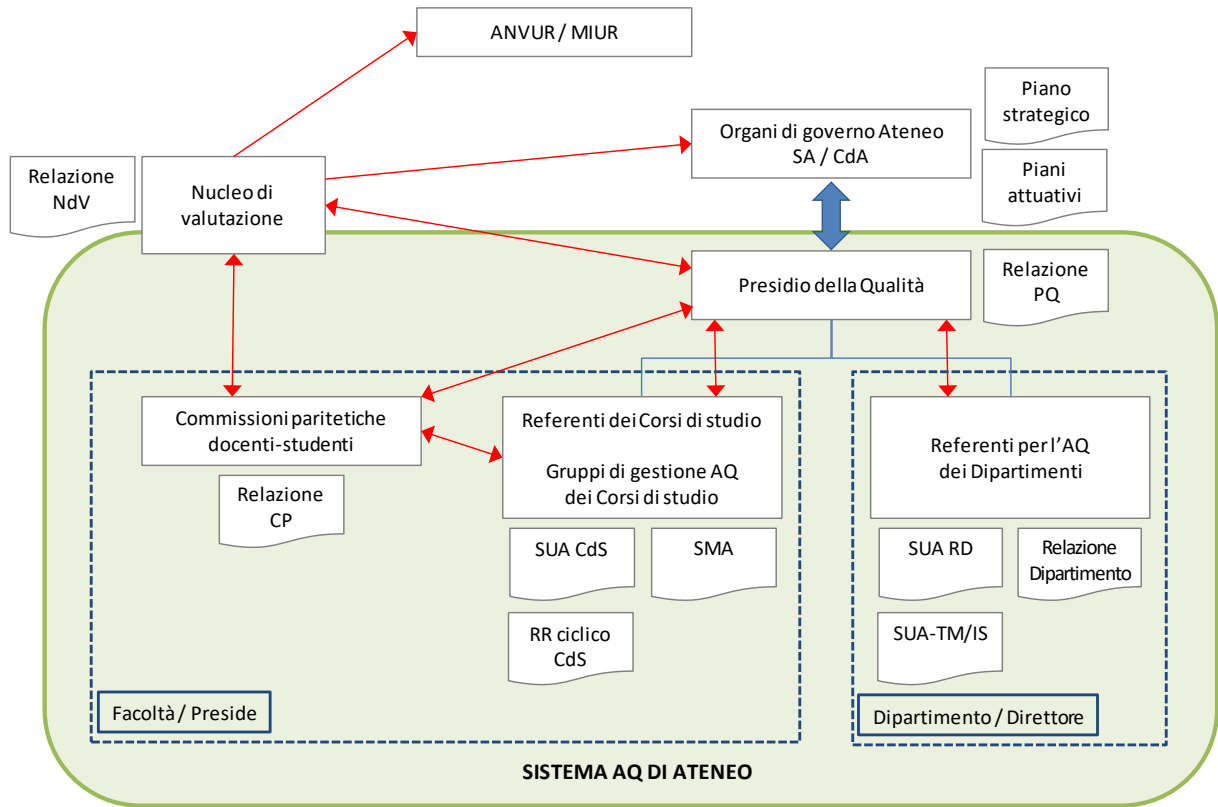 ANVUR / MIUR
Piano
strategico
Organi di governo Ateneo
SA / CdA
Relazione
NdV
Nucleo di
valutazione
Piani
attuativi
Presidio della Qualità
Relazione
PQ
Commissioni paritetiche
docenti-studenti
Referenti dei Corsi di studio
Gruppi di gestione AQ
dei Corsi di studio
Referenti per l’AQ
dei Dipartimenti
Relazione
CP
SUA CdS
SMA
SUA RD
Relazione
Dipartimento
RR ciclico
CdS
SUA-TM/IS
Facoltà / Preside
Dipartimento / Direttore
SISTEMA AQ DI ATENEO